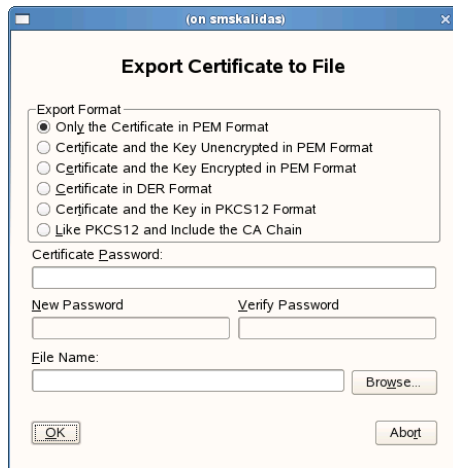 (on smskalidas)
Export Certificate to File
Export Format
Only the Certificate in PEM Format
Certificate and the Key Unencrypted in PEM Format
Certificate and the Key Encrypted in PEM Format
Certificate in DER Format
Certificate and the Key in PKCS12 Format
Like PKCS12 and Include the CA Chain
Certificate Password:
New Password Verify Password
File Name:
Browse...
OK Abort